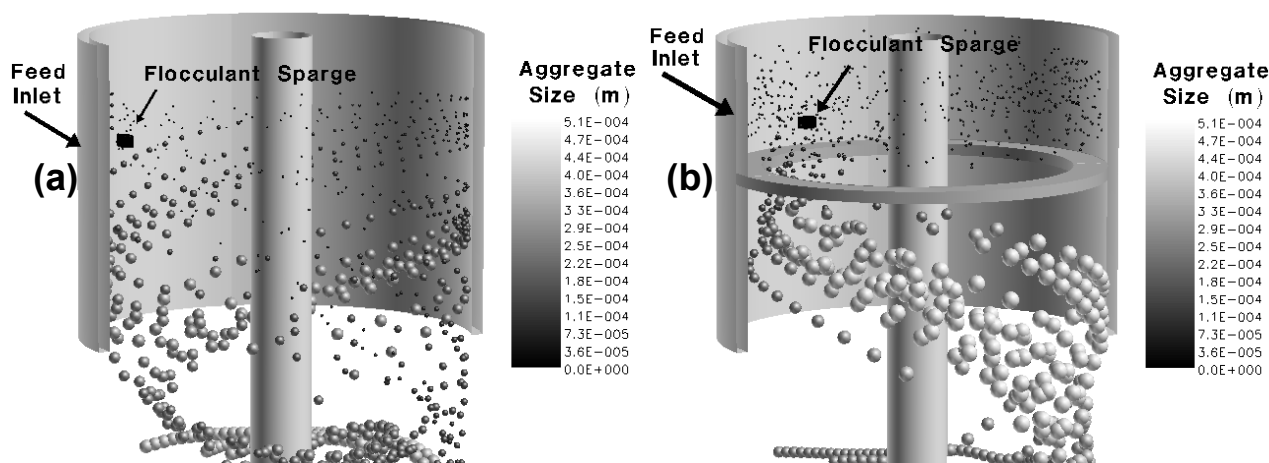 Feed
Inlet
Flocculant Sparge
(a)
Aggregate
Size (m)
5.1E-004
4.7E-004
4.4E-004
4.0E-004
3.6E-004
3.3E-004
2.9E-004
2.5E-004
2.2E-004
1.8E-004
1.5E-004
1.1E-004
7.3E-005
3.6E-005
0.0E+000
Feed
Inlet
Flocculant Sparge
(b)
Aggregate
Size (m)
5.1E-004
4.7E-004
4.4E-004
4.0E-004
3.6E-004
3.3E-004
2.9E-004
2.5E-004
2.2E-004
1.8E-004
1.5E-004
1.1E-004
7.3E-005
3.6E-005
0.0E+000